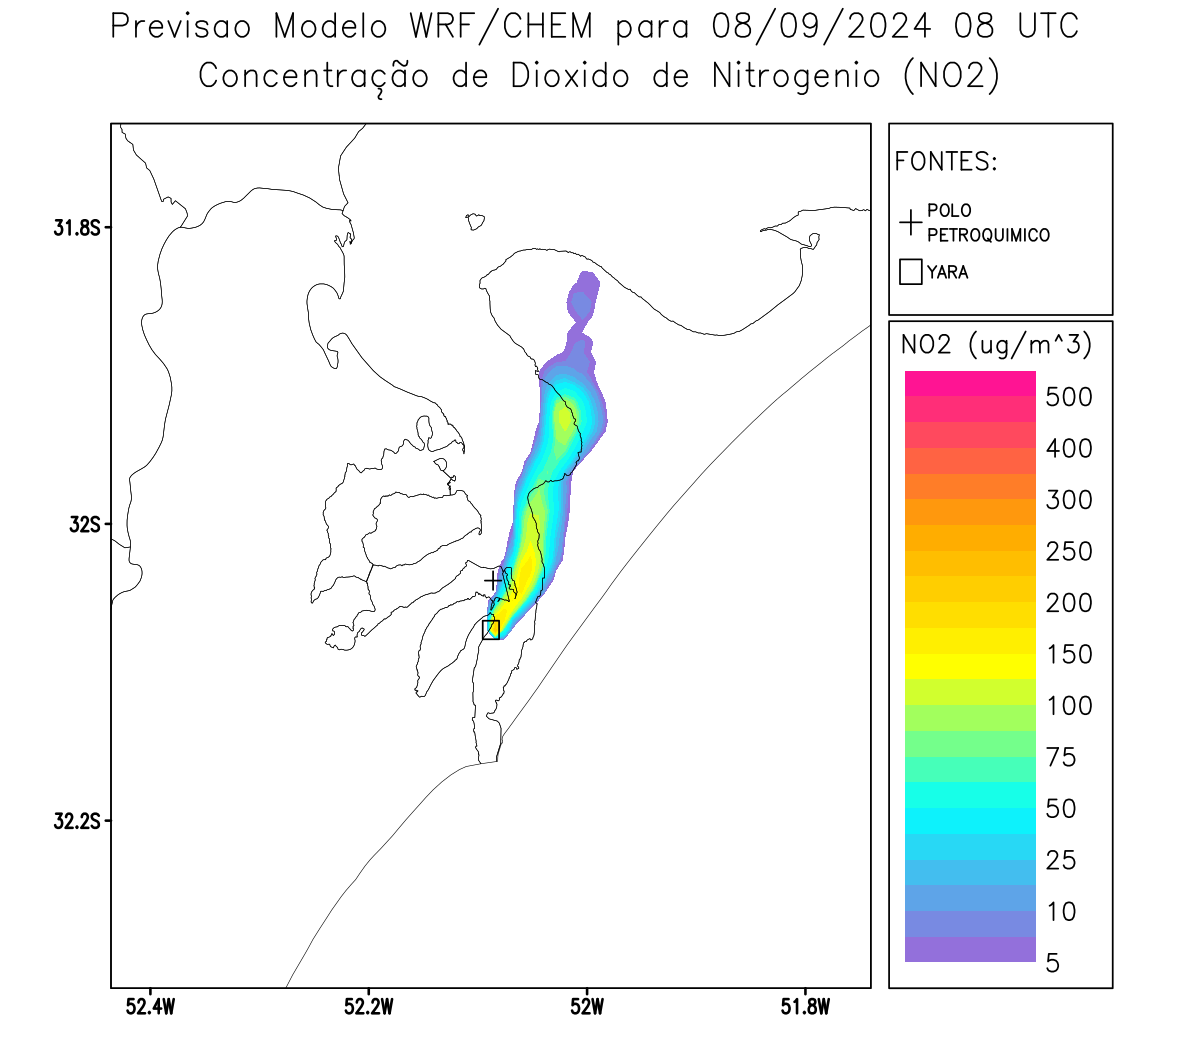 Previsao Modelo WRF/CHEM para 08/09/2024 08 UTC
Concentração de Dioxido de Nitrogenio (NO2)
FONTES:
POLO
PETROQUIMICO
YARA
NO2 (ug/m^3)
500
400
300
250
200
150
100
75
50
25
10
5
31.8S
32S
32.2S
52.4W
52.2W
52W
51.8W